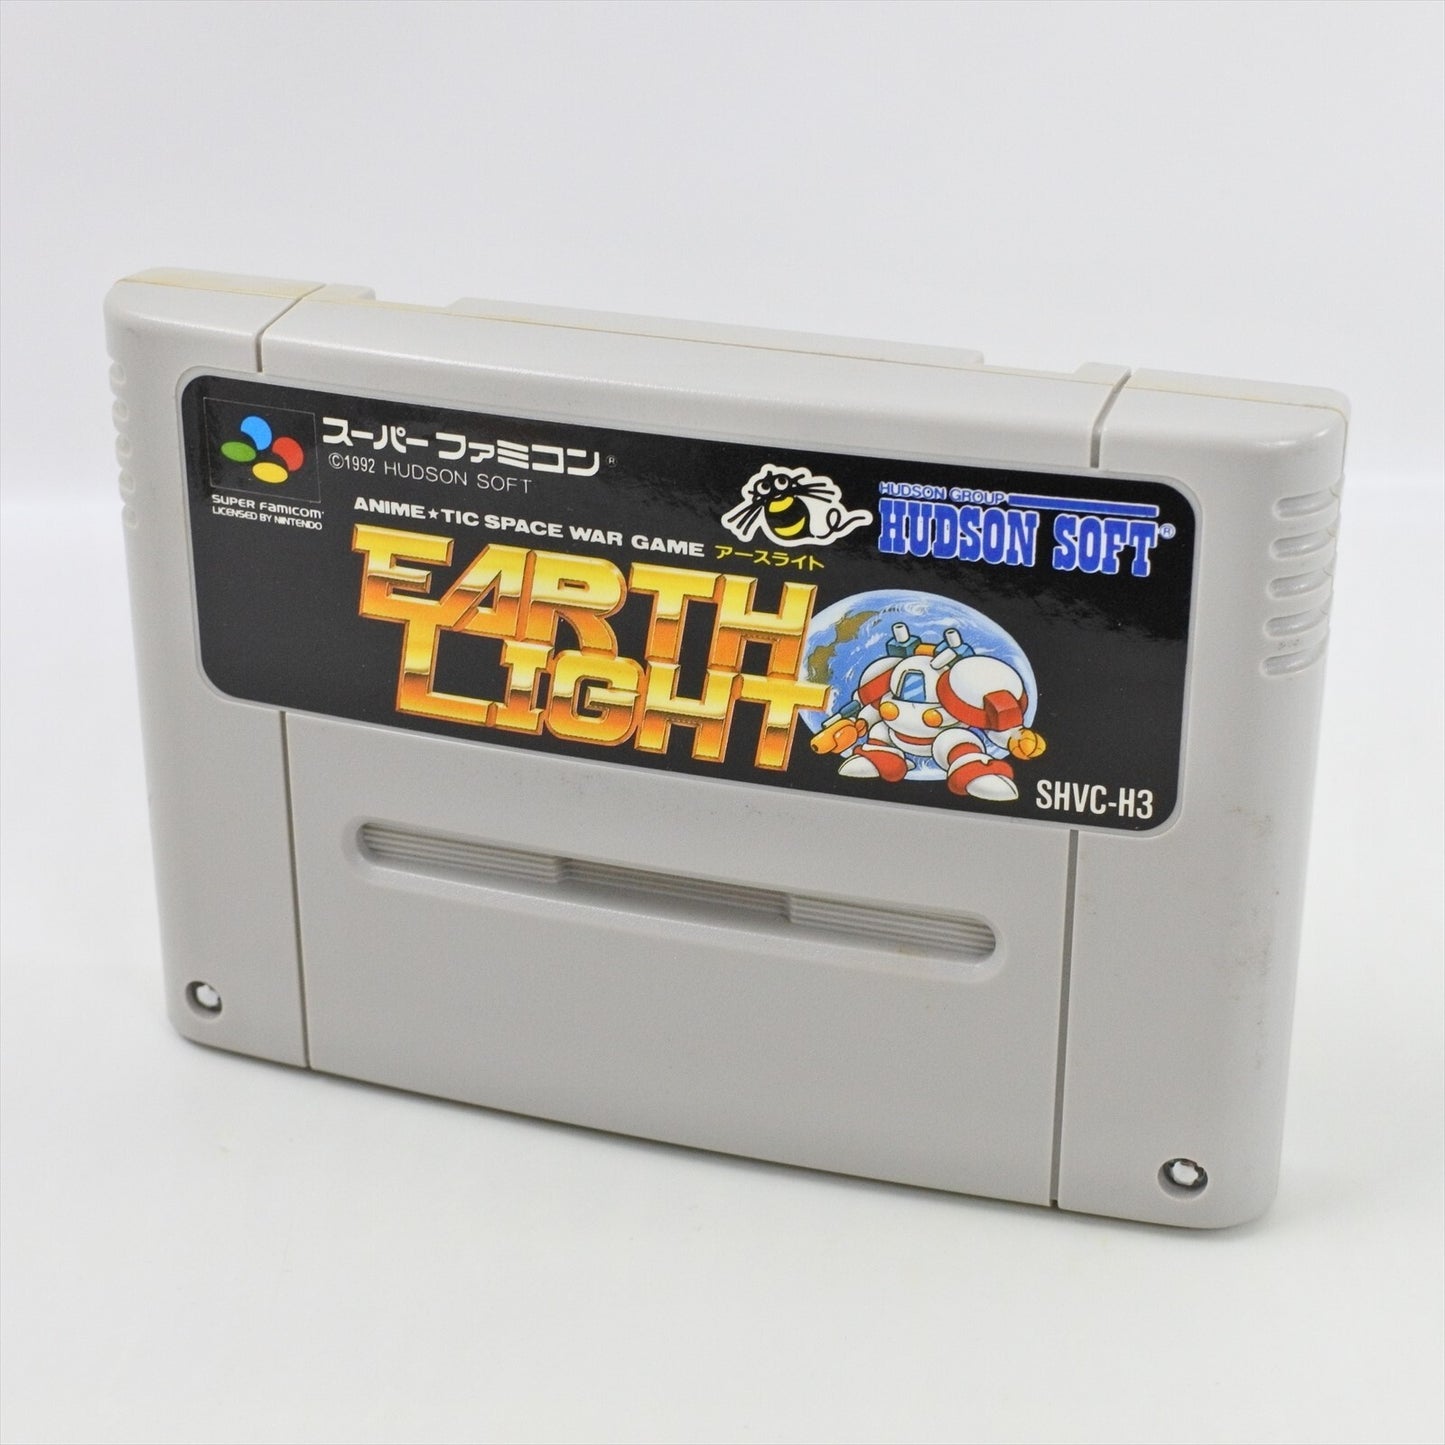 スーパーファミコン®
©1992 HUDSON SOFT
SUPER FAMICOM
LICENSED BY NINTENDO
HUDSON GROUP
HUDSON SOFT®
ANIME★TIC SPACE WAR GAME アースライト
EARTH
LIGHT
SHVC-H3